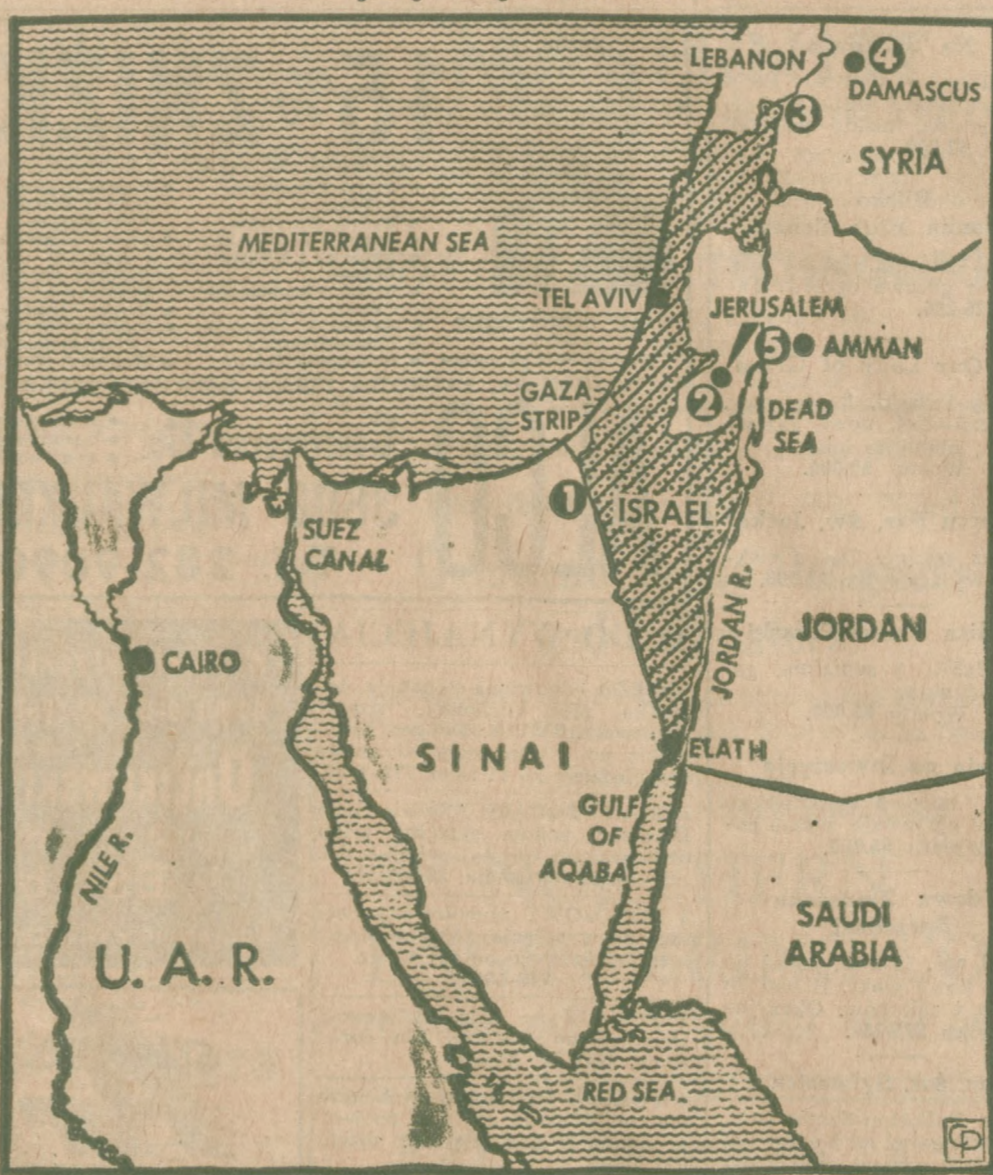 LEBANON
4
DAMASCUS
3
SYRIA
MEDITERRANEAN SEA
TEL AVIV
JERUSALEM
5
AMMAN
GAZA
STRIP
2
DEAD
SEA
1
ISRAEL
SUEZ
CANAL
JORDAN R.
JORDAN
CAIRO
SINAI
ELATH
GULF
OF
AQABA
NILE R.
SAUDI
ARABIA
U. A. R.
RED SEA
CP